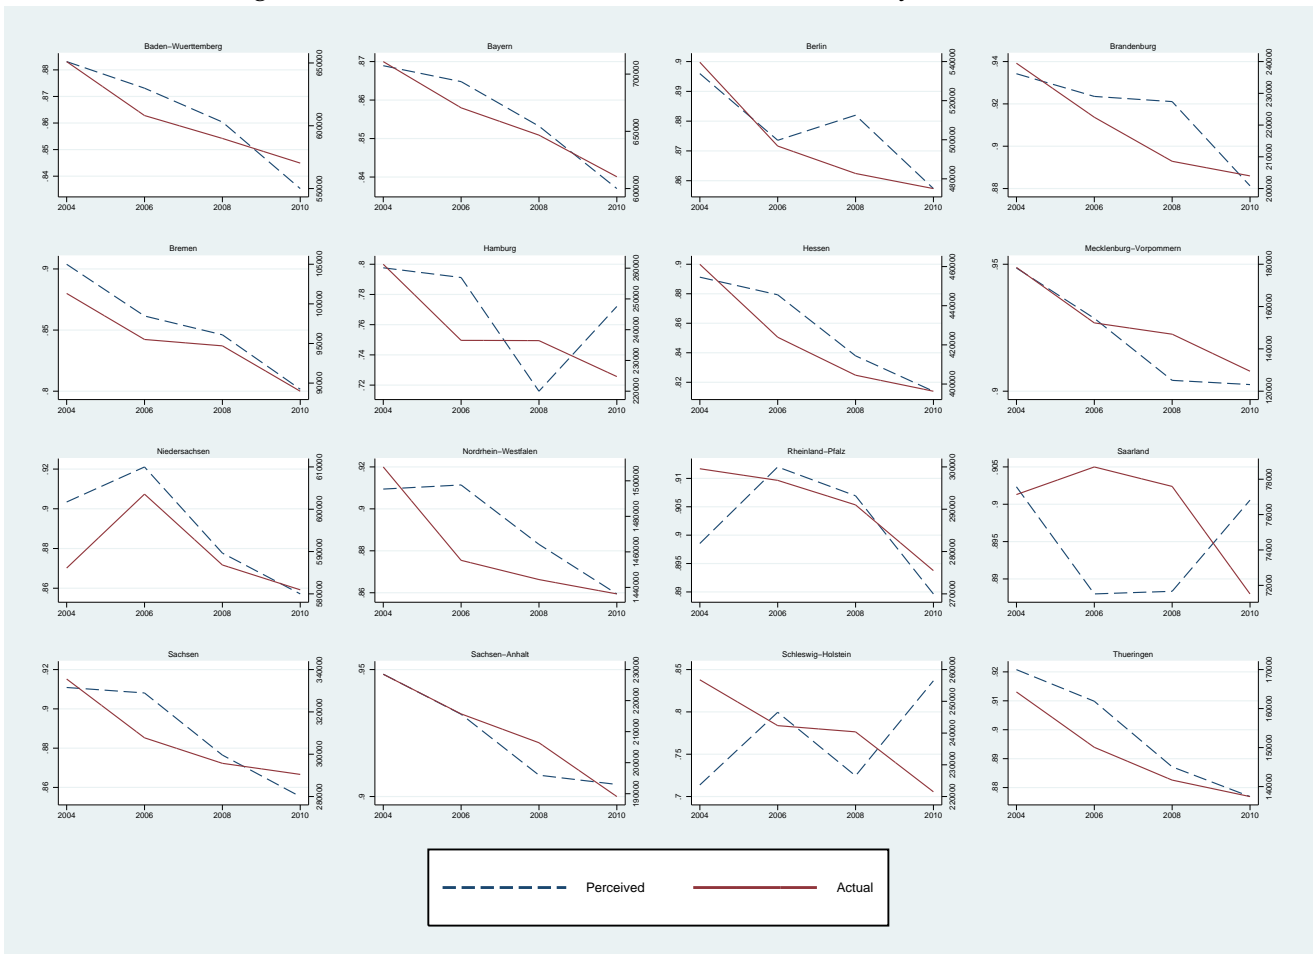 Baden−Wuerttemberg Bayern Berlin Brandenburg
.84 .85 .86 .87 .88 550000 600000 650000 .84 .85 .86 .87 600000 650000 700000 .86 .87 .88 .89 .9 480000 500000 520000 540000 .88 .9 .92 .94 200000 210000 220000 230000 240000
2004 2006 2008 2010 2004 2006 2008 2010 2004 2006 2008 2010 2004 2006 2008 2010
Bremen Hamburg Hessen Mecklenburg−Vorpommern
.8 .85 .9 90000 95000 100000 105000 .72 .74 .76 .78 .8 220000 230000 240000 250000 260000 .82 .84 .86 .88 .9 400000 420000 440000 460000 .9 .95 120000 140000 160000 180000
2004 2006 2008 2010 2004 2006 2008 2010 2004 2006 2008 2010 2004 2006 2008 2010
Niedersachsen Nordrhein−Westfalen Rheinland−Pfalz Saarland
.86 .88 .9 .92 580000 590000 600000 610000 .86 .88 .9 .92 1440000 1460000 1480000 1500000 .89 .895 .9 .905 .91 270000 280000 290000 300000 .89 .895 .9 .905 72000 74000 76000 78000
2004 2006 2008 2010 2004 2006 2008 2010 2004 2006 2008 2010 2004 2006 2008 2010
Sachsen Sachsen−Anhalt Schleswig−Holstein Thueringen
.86 .88 .9 .92 280000 300000 320000 340000 .9 .95 190000 200000 210000 220000 230000 .7 .75 .8 .85 220000 230000 240000 250000 260000 .88 .89 .9 .91 .92 140000 150000 160000 170000
2004 2006 2008 2010 2004 2006 2008 2010 2004 2006 2008 2010 2004 2006 2008 2010
Perceived Actual